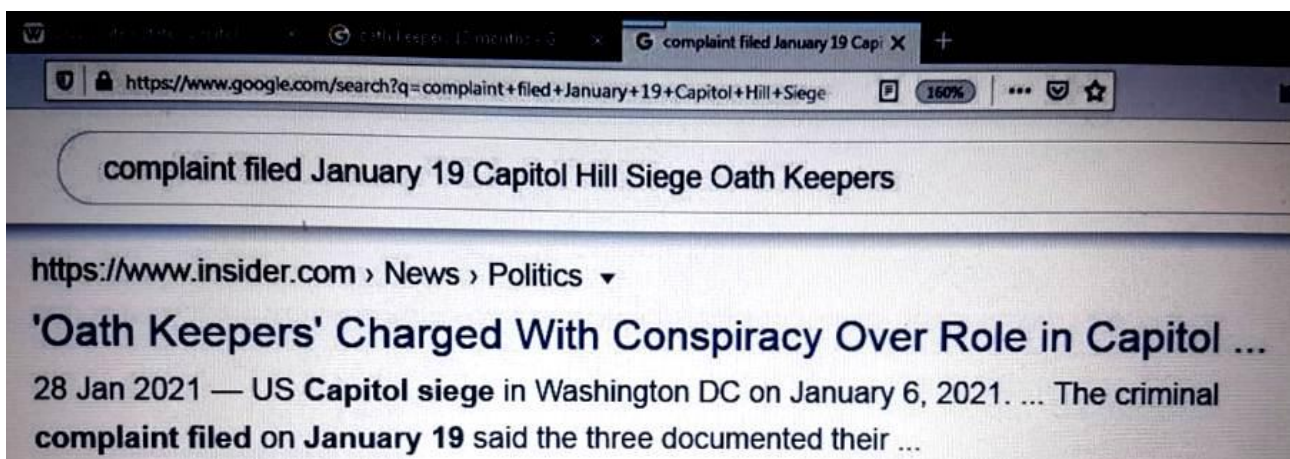 W
G
G complaint filed January 19 Capi X +
https://www.google.com/search?q=complaint+filed+January+19+Capitol+Hill+Siege 160% •••
complaint filed January 19 Capitol Hill Siege Oath Keepers
https://www.insider.com › News › Politics
'Oath Keepers' Charged With Conspiracy Over Role in Capitol ...
28 Jan 2021 — US Capitol siege in Washington DC on January 6, 2021. ... The criminal
complaint filed on January 19 said the three documented their ...